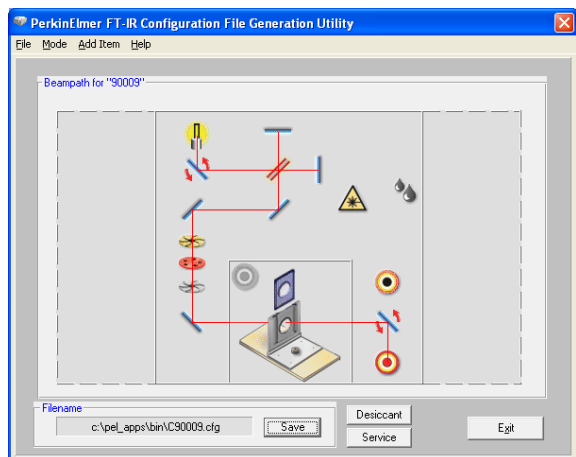 PerkinElmer FT-IR Configuration File Generation Utility
File Mode Add Item Help
Beampath for "90009"
Filename
c:\pel_apps\bin\C90009.cfg
Save
Desiccant
Service
Exit